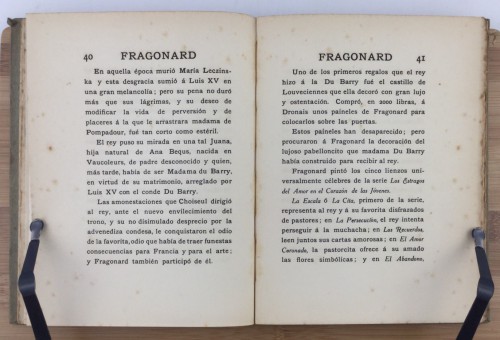 40 FRAGONARD
En aquella época murió María Leczins-
ka y esta desgracia sumió á Luis XV en
una gran melancolía; pero su pena no duró
más que sus lágrimas, y su deseo de
modificar la vida de perversión y de
placeres á la que le arrastrara madame de
Pompadour, fué tan corto como estéril.
El rey puso su mirada en una tal Juana,
hija natural de Ana Bequs, nacida en
Vaucoleurs, de padre desconocido y quien,
más tarde, había de ser Madame du Barry,
en virtud de su matrimonio, arreglado por
Luis XV con el conde Du Barry.
Las amonestaciones que Choiseul dirigió
al rey, ante el nuevo envilecimiento del
trono, y su no disimulado desprecio por la
advenediza condesa, le conquistaron el odio
de la favorita, odio que había de traer funestas
consecuencias para Francia y para el arte;
y Fragonard también participó de él.
FRAGONARD 41
Uno de los primeros regalos que el rey
hizo á la Du Barry fué el castillo de
Louveciennes que ella decoró con gran lujo
y ostentación. Compró, en 2000 libras, á
Dronais unos paineles de Fragonard para
colocarlos sobre las puertas.
Estos paineles han desaparecido; pero
procuraron á Fragonard la decoración del
lujoso pabelloncito que madama Du Barry
había construido para recibir al rey.
Fragonard pintó los cinco lienzos uni-
versalmente célebres de la serie Los Estragos
del Amor en el Corazón de las Jóvenes.
La Escala ó La Cita, primero de la serie,
representa al rey y á su favorita disfrazados
de pastores; en La Persecución, el rey intenta
perseguir á la muchacha; en Los Recuerdos,
leen juntos sus cartas amorosas; en El Amor
Coronado, la pastorcita ofrece á su amado
las flores simbólicas; y en El Abandono,